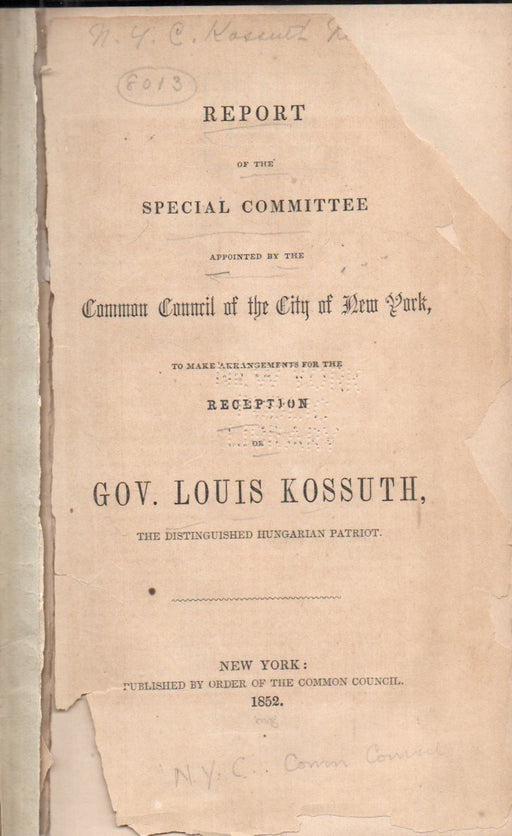 N. Y. C. Kossuth
8013
REPORT
OF THE
SPECIAL COMMITTEE
APPOINTED BY THE
Common Council of the City of New York,
TO MAKE ARRANGEMENTS FOR THE
RECEPTION
OF
GOV. LOUIS KOSSUTH,
THE DISTINGUISHED HUNGARIAN PATRIOT.
NEW YORK:
PUBLISHED BY ORDER OF THE COMMON COUNCIL.
1852.
N.Y.C. Comm Council